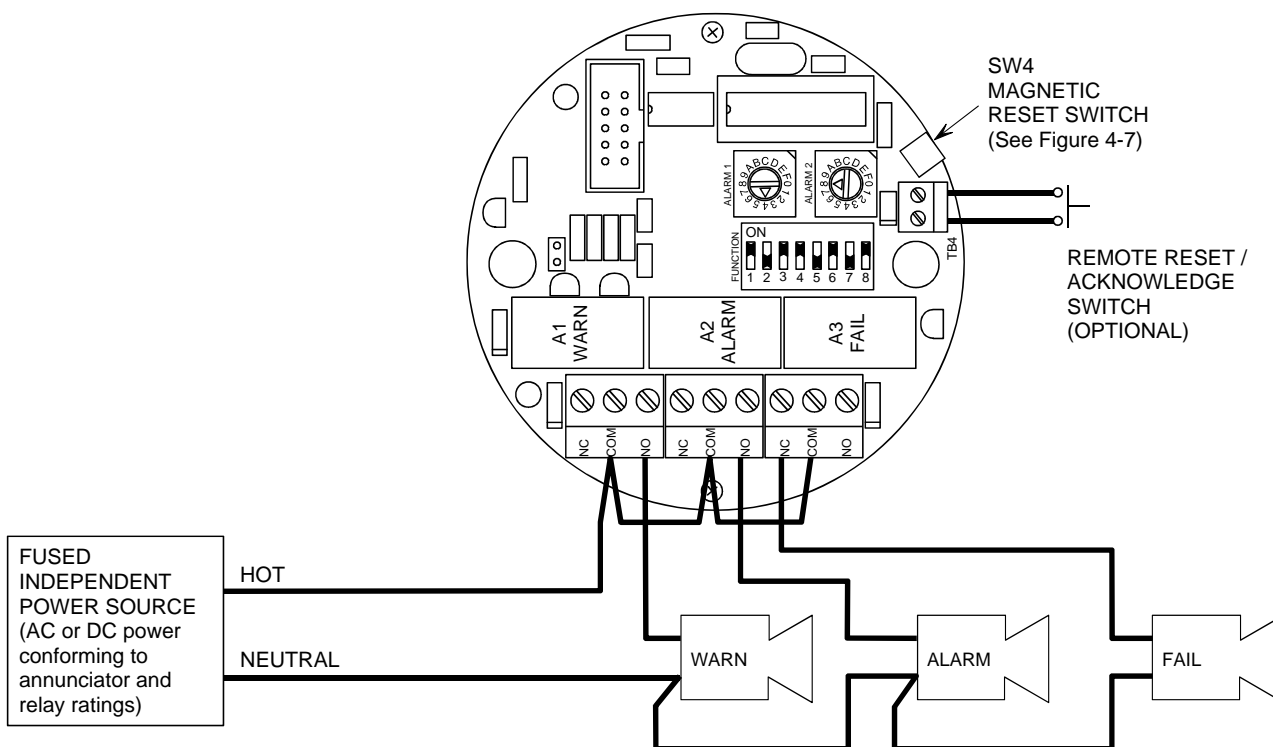 SW4
MAGNETIC
RESET SWITCH
(See Figure 4-7)
ALARM 1
0123456789ABCDEF
ALARM 2
0123456789ABCDEF
TB4
REMOTE RESET /
ACKNOWLEDGE
SWITCH
(OPTIONAL)
FUNCTION
ON
1 2 3 4 5 6 7 8
A1
WARN
A2
ALARM
A3
FAIL
NC COM NO NC COM NO NC COM NO
FUSED
INDEPENDENT
POWER SOURCE
(AC or DC power
conforming to
annunciator and
relay ratings)
HOT
NEUTRAL
WARN
ALARM
FAIL